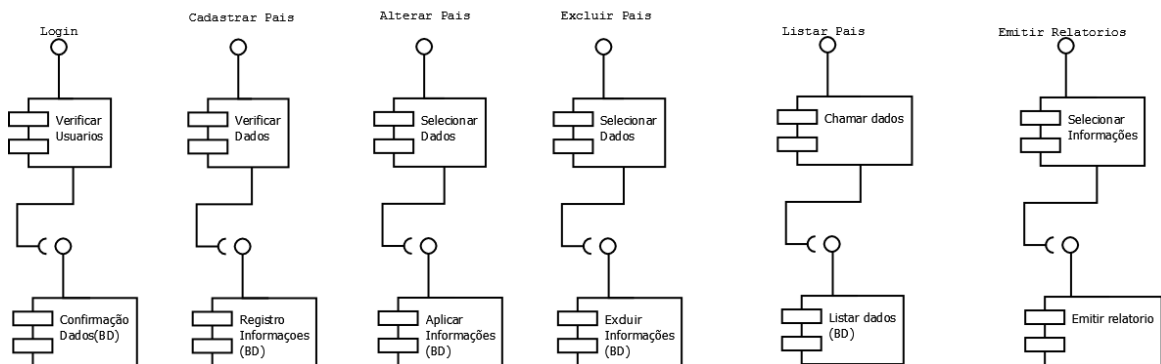 Login
Cadastrar Pais
Alterar Pais
Excluir Pais
Listar Pais
Emitir Relatorios
Verificar
Usuarios
Verificar
Dados
Selecionar
Dados
Selecionar
Dados
Chamar dados
Selecionar
Informações
Confirmação
Dados(BD)
Registro
Informaçoes
(BD)
Aplicar
Informações
(BD)
Excluir
Informações
(BD)
Listar dados
(BD)
Emitir relatorio